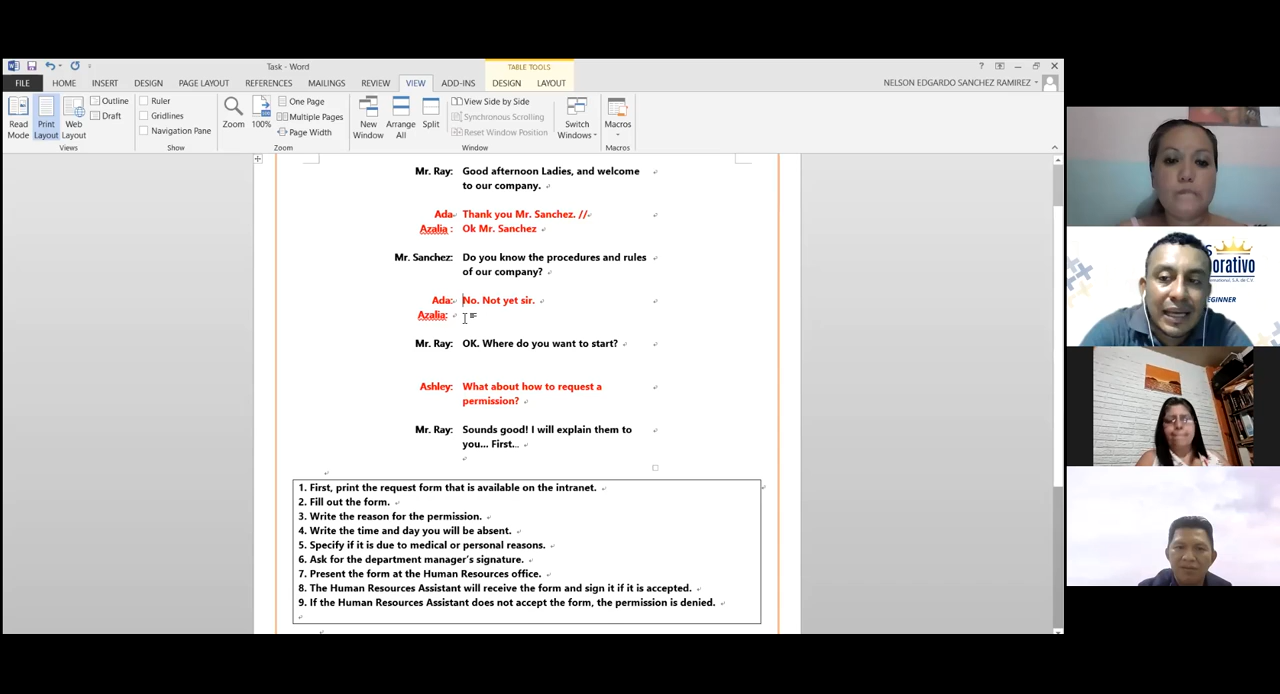 Task - Word
TABLE TOOLS
FILE HOME INSERT DESIGN PAGE LAYOUT REFERENCES MAILINGS REVIEW VIEW ADD-INS DESIGN LAYOUT
NELSON EDGARDO SANCHEZ RAMIREZ
Read Mode
Print Layout
Web Layout
Outline
Draft
Views
Ruler
Gridlines
Navigation Pane
Show
Zoom
100%
One Page
Multiple Pages
Page Width
Zoom
New Window
Arrange All
Split
View Side by Side
Synchronous Scrolling
Reset Window Position
Window
Switch Windows
Macros
Macros
Mr. Ray: Good afternoon Ladies, and welcome
to our company.
Ada Thank you Mr. Sanchez. //
Azalia : Ok Mr. Sanchez
Mr. Sanchez: Do you know the procedures and rules
of our company?
Ada: No. Not yet sir.
Azalia:
Mr. Ray: OK. Where do you want to start?
Ashley: What about how to request a
permission?
Mr. Ray: Sounds good! I will explain them to
you... First..
1. First, print the request form that is available on the intranet.
2. Fill out the form.
3. Write the reason for the permission.
4. Write the time and day you will be absent.
5. Specify if it is due to medical or personal reasons.
6. Ask for the department manager's signature.
7. Present the form at the Human Resources office.
8. The Human Resources Assistant will receive the form and sign it if it is accepted.
9. If the Human Resources Assistant does not accept the form, the permission is denied.
S
orativo
ternational, S.A. de C.V.
EGINNER